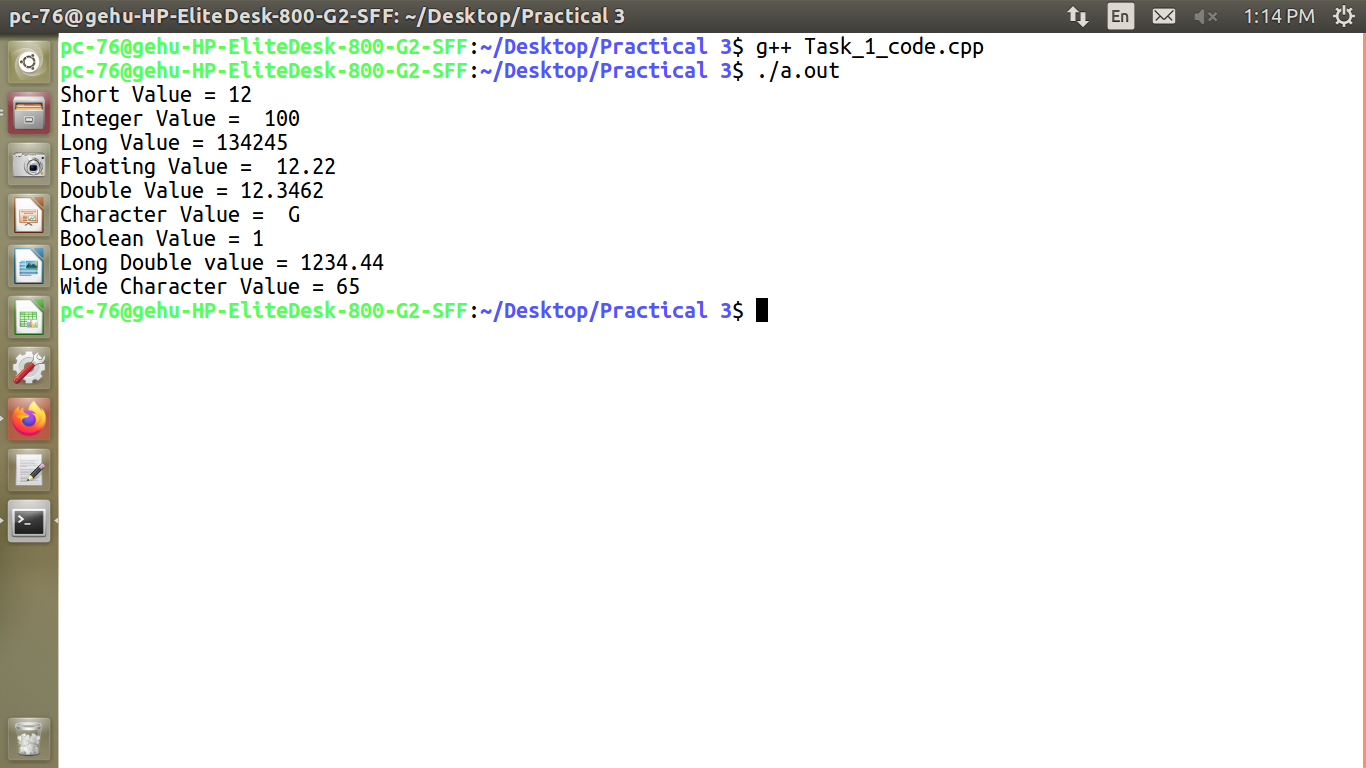 pc-76@gehu-HP-EliteDesk-800-G2-SFF: ~/Desktop/Practical 3
En
1:14 PM
pc-76@gehu-HP-EliteDesk-800-G2-SFF:~/Desktop/Practical 3$ g++ Task_1_code.cpp
pc-76@gehu-HP-EliteDesk-800-G2-SFF:~/Desktop/Practical 3$ ./a.out
Short Value = 12
Integer Value =  100
Long Value = 134245
Floating Value =  12.22
Double Value = 12.3462
Character Value =  G
Boolean Value = 1
Long Double value = 1234.44
Wide Character Value = 65
pc-76@gehu-HP-EliteDesk-800-G2-SFF:~/Desktop/Practical 3$